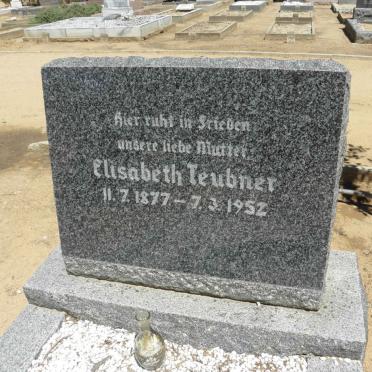 Hier ruht in Frieden
unsere liebe Mutter
Elisabeth Teubner
11.7.1877 – 7.3.1952